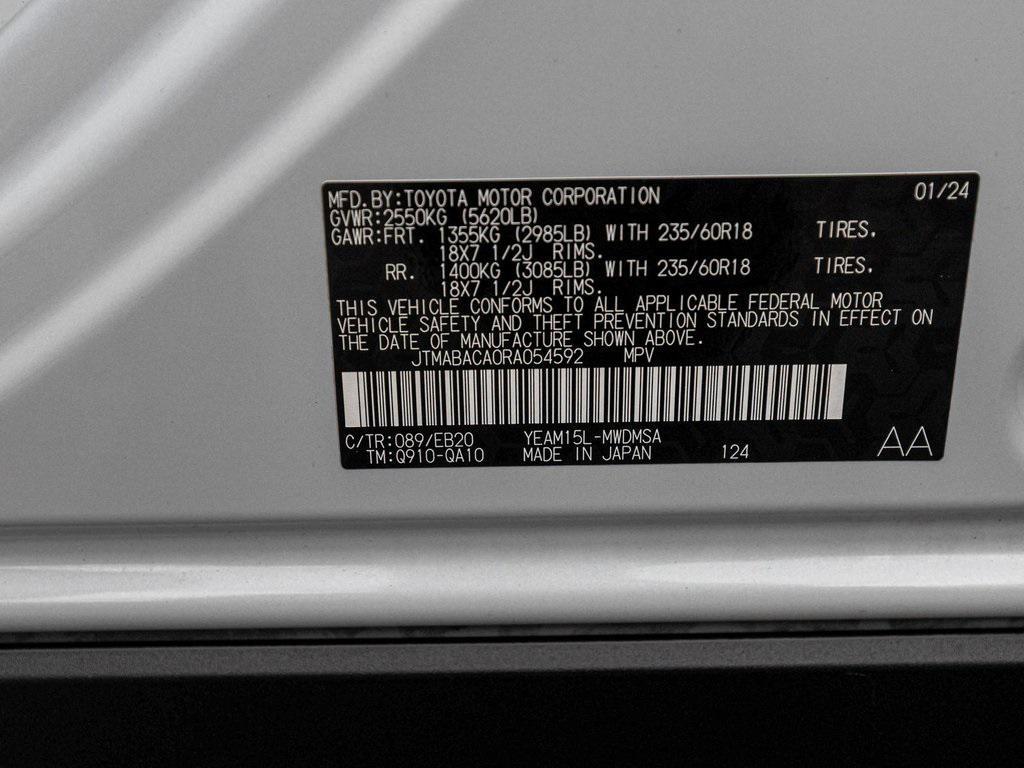 MFD.BY:TOYOTA MOTOR CORPORATION 01/24
GVWR:2550KG (5620LB)
GAWR:FRT. 1355KG (2985LB) WITH 235/60R18 TIRES.
18X7 1/2J RIMS.
RR. 1400KG (3085LB) WITH 235/60R18 TIRES.
18X7 1/2J RIMS.
THIS VEHICLE CONFORMS TO ALL APPLICABLE FEDERAL MOTOR
VEHICLE SAFETY AND THEFT PREVENTION STANDARDS IN EFFECT ON
THE DATE OF MANUFACTURE SHOWN ABOVE.
JTMABACA0RA054592 MPV
C/TR:089/EB20 YEAM15L-MWDMSA
TM:Q910-QA10 MADE IN JAPAN 124 AA